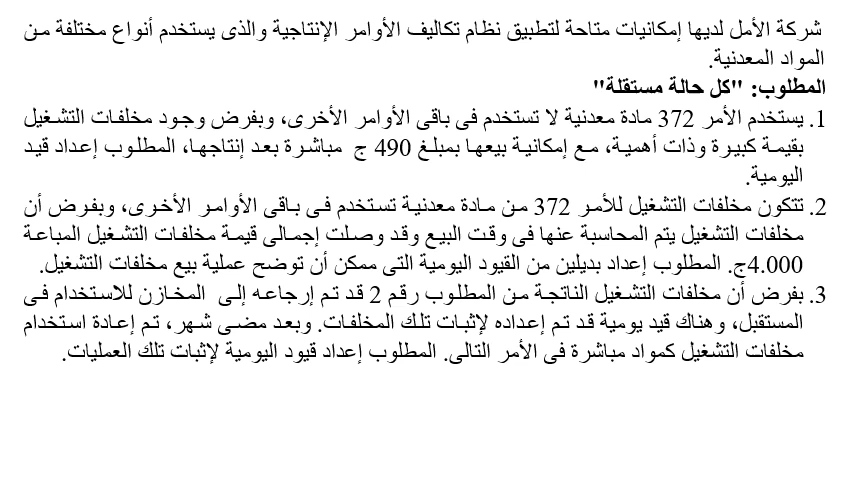 شركة الأمل لديها إمكانيات متاحة لتطبيق نظام تكاليف الأوامر الإنتاجية والذى يستخدم أنواع مختلفة من
المواد المعدنية.
المطلوب: "كل حالة مستقلة"
1. يستخدم الأمر 372 مادة معدنية لا تستخدم فى باقى الأوامر الأخرى، وبفرض وجود مخلفات التشغيل
بقيمة كبيرة وذات أهمية، مع إمكانية بيعها بمبلغ 490 ج مباشرة بعد إنتاجها، المطلوب إعداد قيد
اليومية.
2. تتكون مخلفات التشغيل للأمر 372 من مادة معدنية تستخدم فى باقى الأوامر الأخرى، وبفرض أن
مخلفات التشغيل يتم المحاسبة عنها فى وقت البيع وقد وصلت إجمالى قيمة مخلفات التشغيل المباعة
4.000ج. المطلوب إعداد بديلين من القيود اليومية التى ممكن أن توضح عملية بيع مخلفات التشغيل.
3. بفرض أن مخلفات التشغيل الناتجة من المطلوب رقم 2 قد تم إرجاعه إلى المخازن للاستخدام فى
المستقبل، وهناك قيد يومية قد تم إعداده لإثبات تلك المخلفات. وبعد مضى شهر، تم إعادة استخدام
مخلفات التشغيل كمواد مباشرة فى الأمر التالى. المطلوب إعداد قيود اليومية لإثبات تلك العمليات.